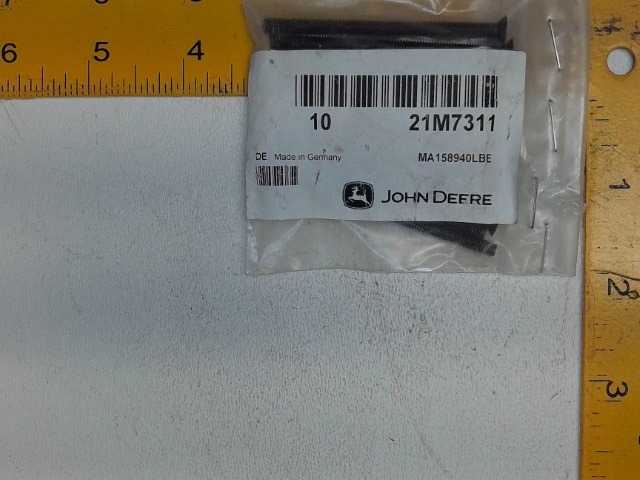 6 5 4
10 21M7311
DE Made in Germany MA158940LBE
JOHN DEERE
1
2
3